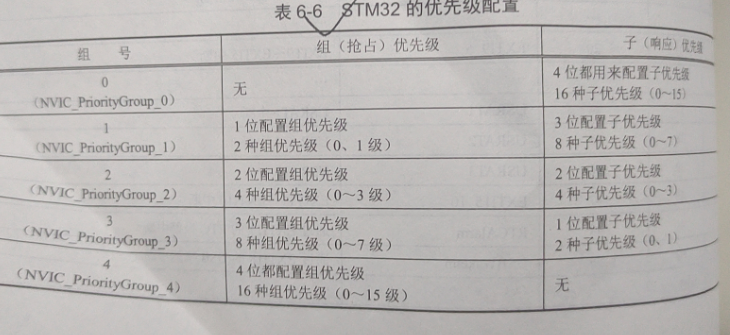 表 6-6 STM32 的优先级配置
组 号 组（抢占）优先级 子（响应）优先级
0
(NVIC_PriorityGroup_0)
无
4 位都用来配置子优先级
16 种子优先级（0～15）
1
(NVIC_PriorityGroup_1)
1 位配置组优先级
2 种组优先级（0、1 级）
3 位配置子优先级
8 种子优先级（0～7）
2
(NVIC_PriorityGroup_2)
2 位配置组优先级
4 种组优先级（0～3 级）
2 位配置子优先级
4 种子优先级（0～3）
3
(NVIC_PriorityGroup_3)
3 位配置组优先级
8 种组优先级（0～7 级）
1 位配置子优先级
2 种子优先级（0、1）
4
(NVIC_PriorityGroup_4)
4 位都配置组优先级
16 种组优先级（0～15 级）
无